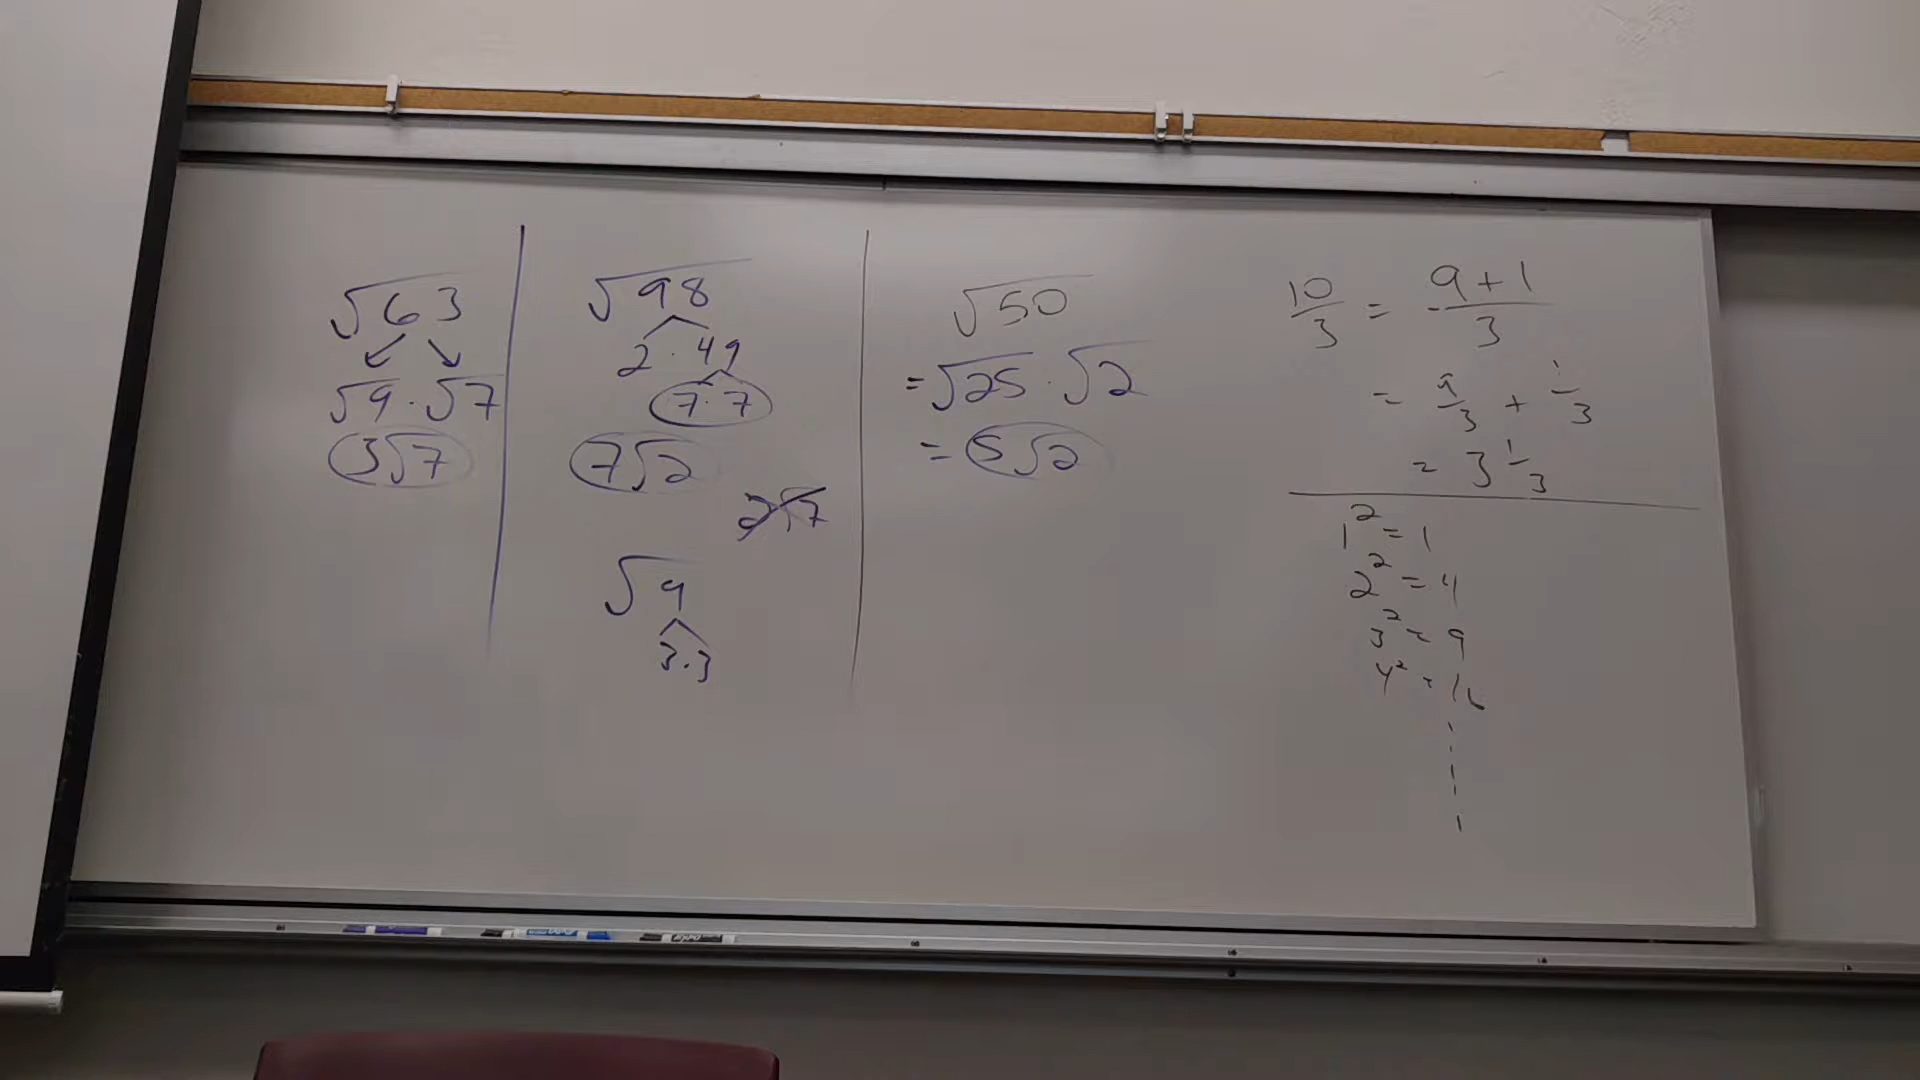 √63
√9 · √7
3√7
√98
2 · 49
7 · 7
7√2
2√7
√9
3 · 3
√50
= √25 · √2
= 5√2
10/3 = (9+1)/3
= 9/3 + 1/3
= 3 1/3
1² = 1
2² = 4
3² = 9
4² = 16